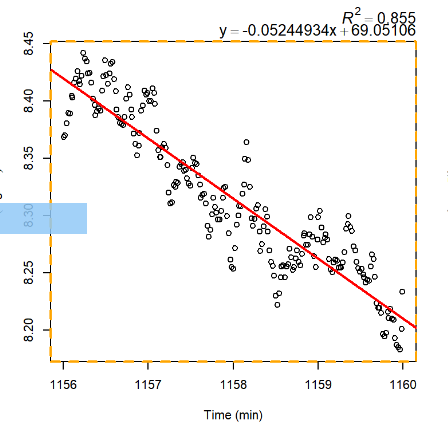 R² = 0.855
y = -0.05244934x + 69.05106
8.45
8.40
8.35
8.30
8.25
8.20
1156 1157 1158 1159 1160
Time (min)